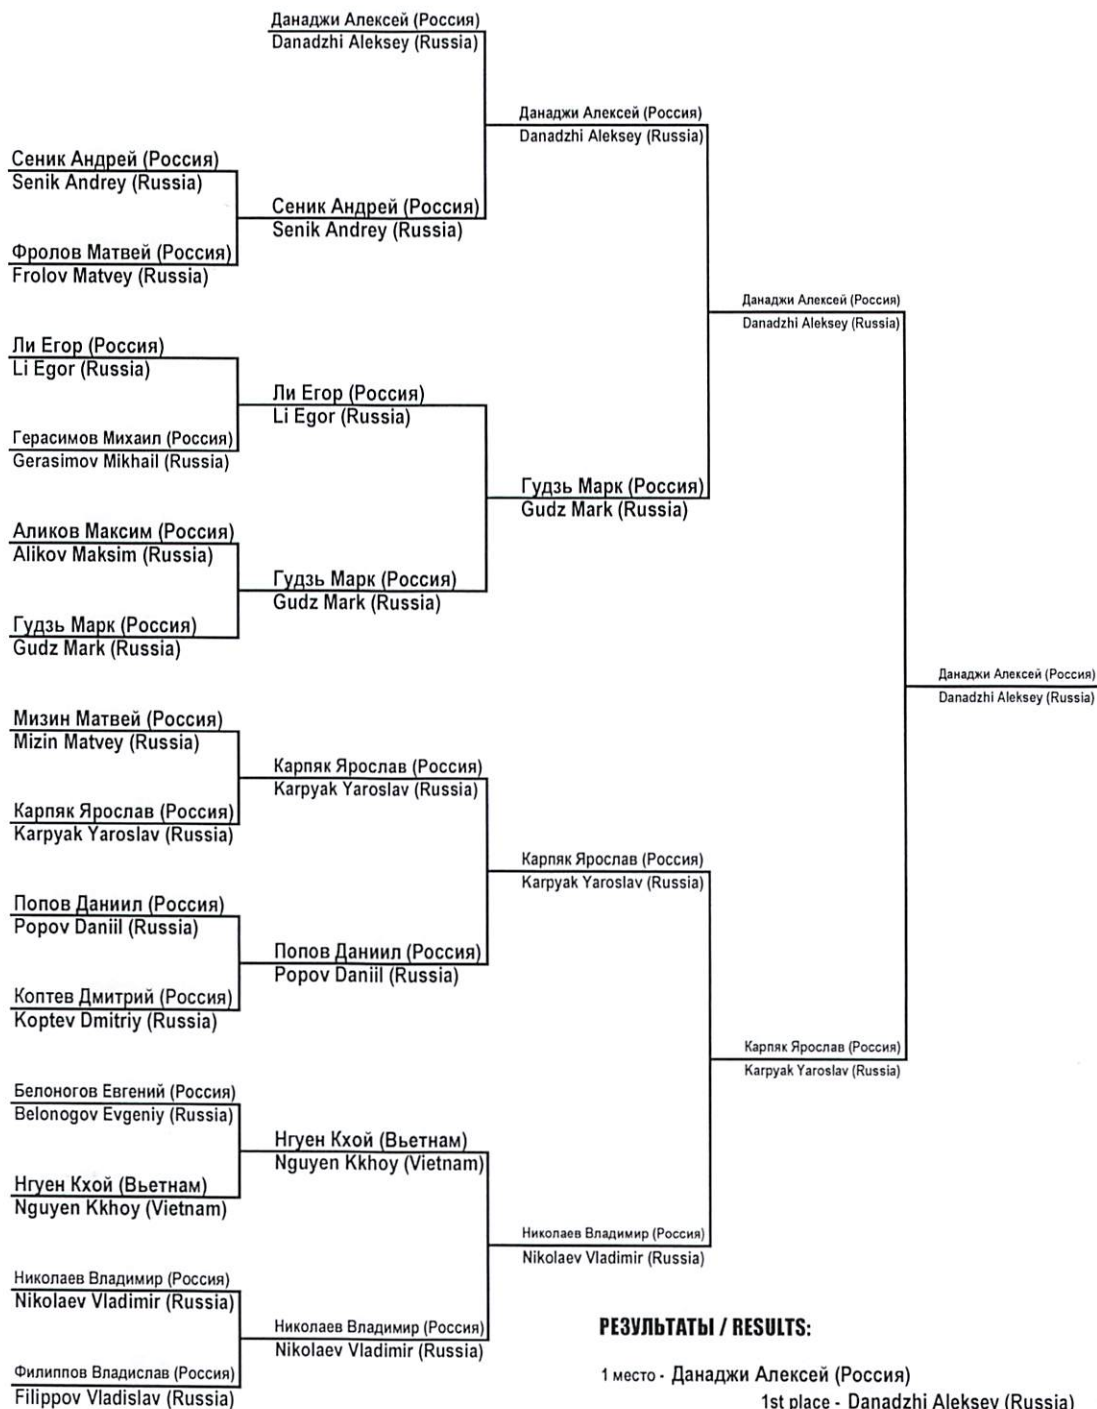 Данаджи Алексей (Россия)
Danadzhi Aleksey (Russia)
Данаджи Алексей (Россия)
Danadzhi Aleksey (Russia)
Сеник Андрей (Россия)
Senik Andrey (Russia)
Сеник Андрей (Россия)
Senik Andrey (Russia)
Фролов Матвей (Россия)
Frolov Matvey (Russia)
Данаджи Алексей (Россия)
Danadzhi Aleksey (Russia)
Ли Егор (Россия)
Li Egor (Russia)
Ли Егор (Россия)
Li Egor (Russia)
Герасимов Михаил (Россия)
Gerasimov Mikhail (Russia)
Гудзь Марк (Россия)
Gudz Mark (Russia)
Аликов Максим (Россия)
Alikov Maksim (Russia)
Гудзь Марк (Россия)
Gudz Mark (Russia)
Гудзь Марк (Россия)
Gudz Mark (Russia)
Данаджи Алексей (Россия)
Danadzhi Aleksey (Russia)
Мизин Матвей (Россия)
Mizin Matvey (Russia)
Карпяк Ярослав (Россия)
Karpyak Yaroslav (Russia)
Карпяк Ярослав (Россия)
Karpyak Yaroslav (Russia)
Карпяк Ярослав (Россия)
Karpyak Yaroslav (Russia)
Попов Даниил (Россия)
Popov Daniil (Russia)
Попов Даниил (Россия)
Popov Daniil (Russia)
Коптев Дмитрий (Россия)
Koptev Dmitriy (Russia)
Карпяк Ярослав (Россия)
Karpyak Yaroslav (Russia)
Белоногов Евгений (Россия)
Belonogov Evgeniy (Russia)
Нгуен Кхой (Вьетнам)
Nguyen Kkhoy (Vietnam)
Нгуен Кхой (Вьетнам)
Nguyen Kkhoy (Vietnam)
Николаев Владимир (Россия)
Nikolaev Vladimir (Russia)
Николаев Владимир (Россия)
Nikolaev Vladimir (Russia)
Николаев Владимир (Россия)
Nikolaev Vladimir (Russia)
Филиппов Владислав (Россия)
Filippov Vladislav (Russia)
РЕЗУЛЬТАТЫ / RESULTS:
1 место - Данаджи Алексей (Россия)
1st place - Danadzhi Aleksey (Russia)